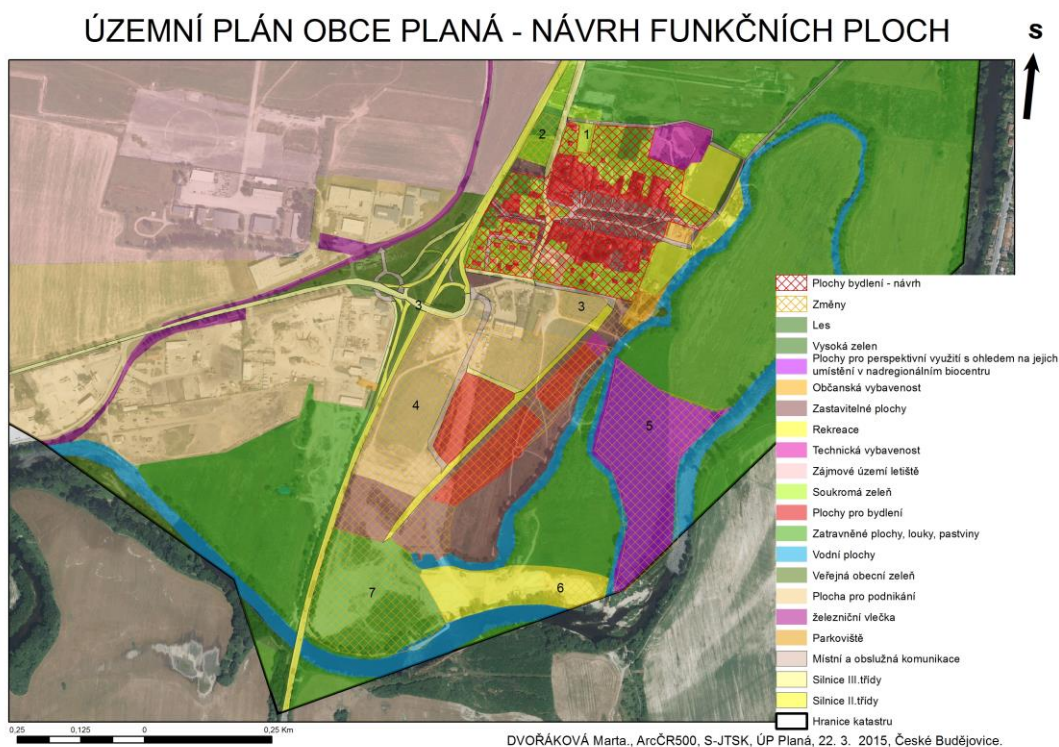 ÚZEMNÍ PLÁN OBCE PLANÁ - NÁVRH FUNKČNÍCH PLOCH
S
1
2
3
3
4
5
6
7
Plochy bydlení - návrh
Změny
Les
Vysoká zelen
Plochy pro perspektivní využití s ohledem na jejich
umístění v nadregionálním biocentru
Občanská vybavenost
Zastavitelné plochy
Rekreace
Technická vybavenost
Zájmové území letiště
Soukromá zeleň
Plochy pro bydlení
Zatravněné plochy, louky, pastviny
Vodní plochy
Veřejná obecní zeleň
Plocha pro podnikání
železniční vlečka
Parkoviště
Místní a obslužná komunikace
Silnice III.třídy
Silnice II.třídy
Hranice katastru
0,25 0,125 0 0,25 Km
DVOŘÁKOVÁ Marta., ArcČR500, S-JTSK, ÚP Planá, 22. 3. 2015, České Budějovice.